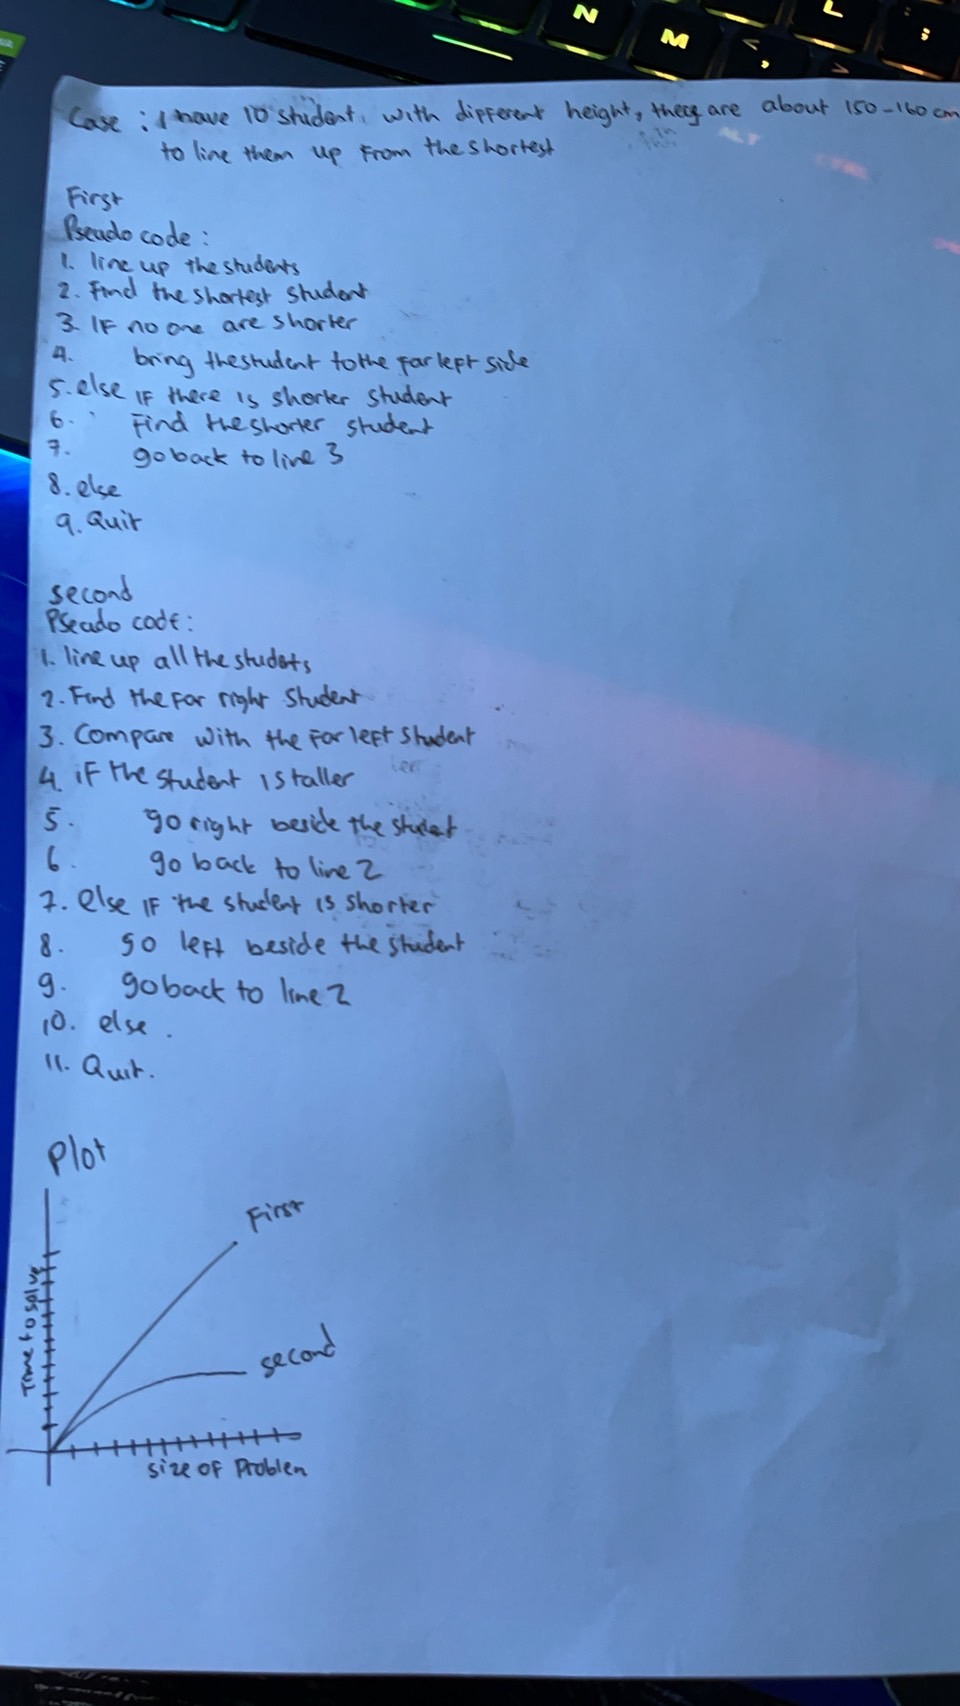 N
M
L
<
,
>
:
;
Case : I have 10 student, with different height, they are about 150-160 cm
to line them up from the shortest
First
Pseudo code :
1. line up the students
2. Find the shortest student
3. IF no one are shorter
4. bring the student to the far left side
5. else IF there is shorter student
6. Find the shorter student
7. go back to line 3
8. else
9. Quit
second
Pseado code :
1. line up all the students
2. Find the far right Student
3. Compare with the far left student
4. if the student is taller
5. go right beside the student
6. go back to line 2
7. else IF the student is shorter
8. go left beside the student
9. go back to line 2
10. else .
11. Quit.
Plot
First
second
Time to solve
size of Problem